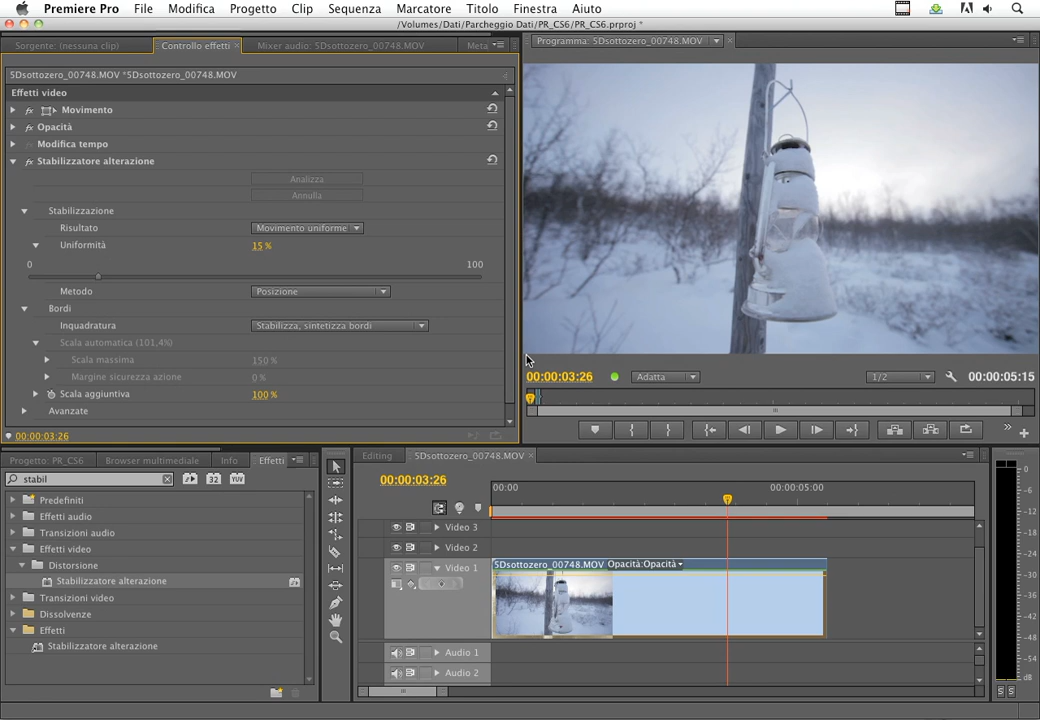 Premiere Pro File Modifica Progetto Clip Sequenza Marcatore Titolo Finestra Aiuto
/Volumes/Dati/Parcheggio Dati/PR_CS6/PR_CS6.prproj *
Sorgente: (nessuna clip) Controllo effetti Mixer audio: 5Dsottozero_00748.MOV Meta
5Dsottozero_00748.MOV *5Dsottozero_00748.MOV
Effetti video
fx Movimento
fx Opacità
Modifica tempo
fx Stabilizzatore alterazione
Analizza
Annulla
Stabilizzazione
Risultato Movimento uniforme
Uniformità 15 %
0 100
Metodo Posizione
Bordi
Inquadratura Stabilizza, sintetizza bordi
Scala automatica (101,4%)
Scala massima 150 %
Margine sicurezza azione 0 %
Scala aggiuntiva 100 %
Avanzate
00:00:03:26
Programma: 5Dsottozero_00748.MOV
00:00:03:26 Adatta 1/2 00:00:05:15
Progetto: PR_CS6 Browser multimediale Info Effetti
stabil 32 YUV
Predefiniti
Effetti audio
Transizioni audio
Effetti video
Distorsione
Stabilizzatore alterazione
Transizioni video
Dissolvenze
Effetti
Stabilizzatore alterazione
Editing 5Dsottozero_00748.MOV
00:00:03:26 00:00 00:00:05:00
Video 3
Video 2
Video 1 5Dsottozero_00748.MOV Opacità:Opacità
Audio 1
Audio 2
0
-6
-12
-18
-24
-30
-36
-42
-48
-54
dB
S S